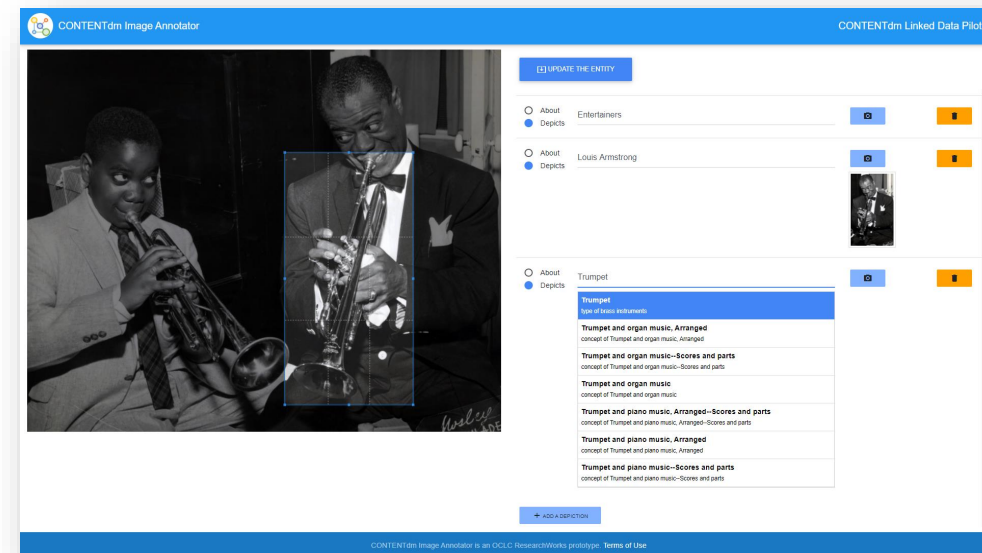 CONTENTdm Image Annotator
CONTENTdm Linked Data Pilot
UPDATE THE ENTITY
About
Depicts
Entertainers
About
Depicts
Louis Armstrong
About
Depicts
Trumpet
Trumpet
type of brass instruments
Trumpet and organ music, Arranged
concept of Trumpet and organ music, Arranged
Trumpet and organ music--Scores and parts
concept of Trumpet and organ music--Scores and parts
Trumpet and organ music
concept of Trumpet and organ music
Trumpet and piano music, Arranged--Scores and parts
concept of Trumpet and piano music, Arranged--Scores and parts
Trumpet and piano music, Arranged
concept of Trumpet and piano music, Arranged
Trumpet and piano music--Scores and parts
concept of Trumpet and piano music--Scores and parts
+ ADD A DEPICTION
CONTENTdm Image Annotator is an OCLC ResearchWorks prototype. Terms of Use